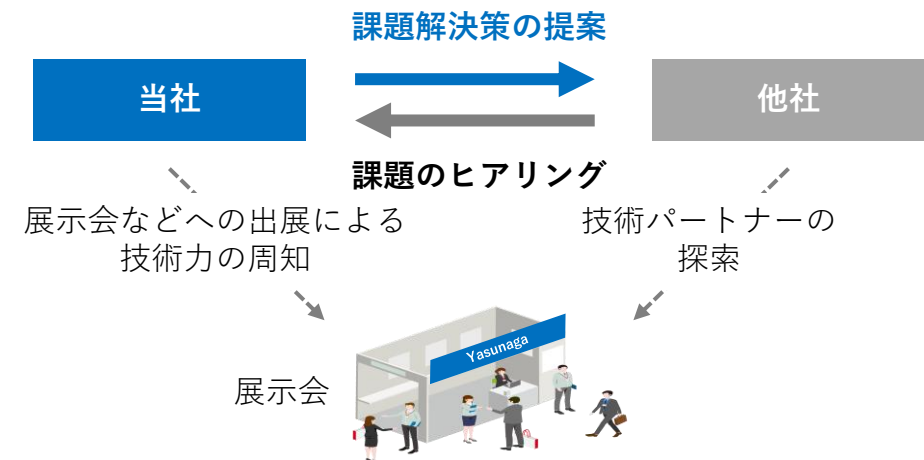 課題解決策の提案
当社
他社
課題のヒアリング
展示会などへの出展による
技術力の周知
技術パートナーの
探索
Yasunaga
展示会